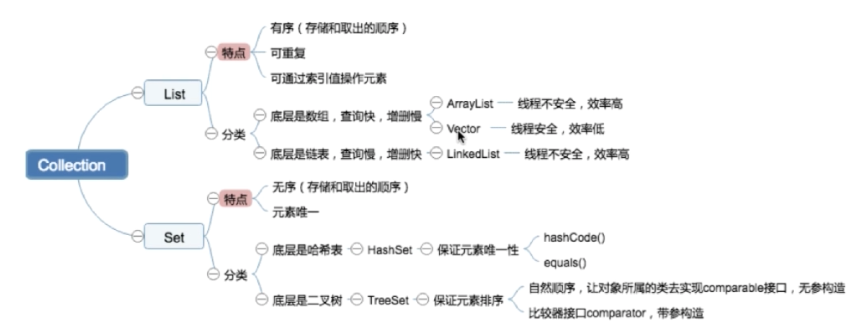 Collection
List
特点
有序（存储和取出的顺序）
可重复
可通过索引值操作元素
分类
底层是数组，查询快，增删慢
ArrayList
线程不安全，效率高
Vector
线程安全，效率低
底层是链表，查询慢，增删快
LinkedList
线程不安全，效率高
Set
特点
无序（存储和取出的顺序）
元素唯一
分类
底层是哈希表
HashSet
保证元素唯一性
hashCode()
equals()
底层是二叉树
TreeSet
保证元素排序
自然顺序，让对象所属的类去实现comparable接口，无参构造
比较器接口comparator，带参构造